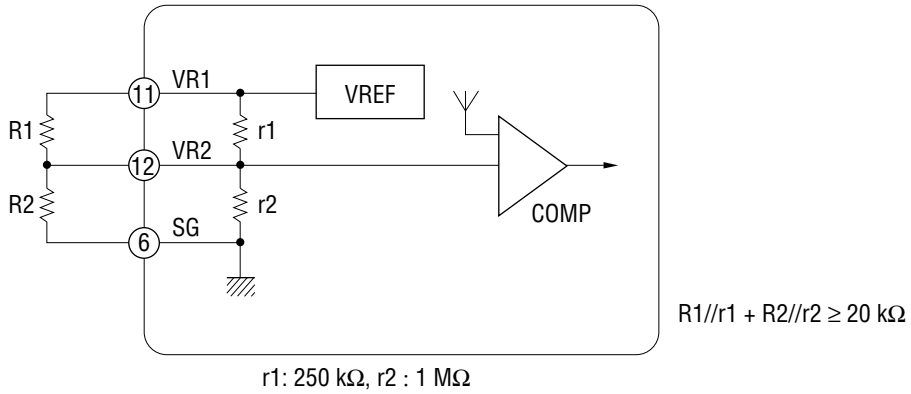 11
VR1
VREF
R1
r1
12
VR2
R2
r2
COMP
6
SG
R1//r1 + R2//r2 ≥ 20 kΩ
r1: 250 kΩ, r2 : 1 MΩ